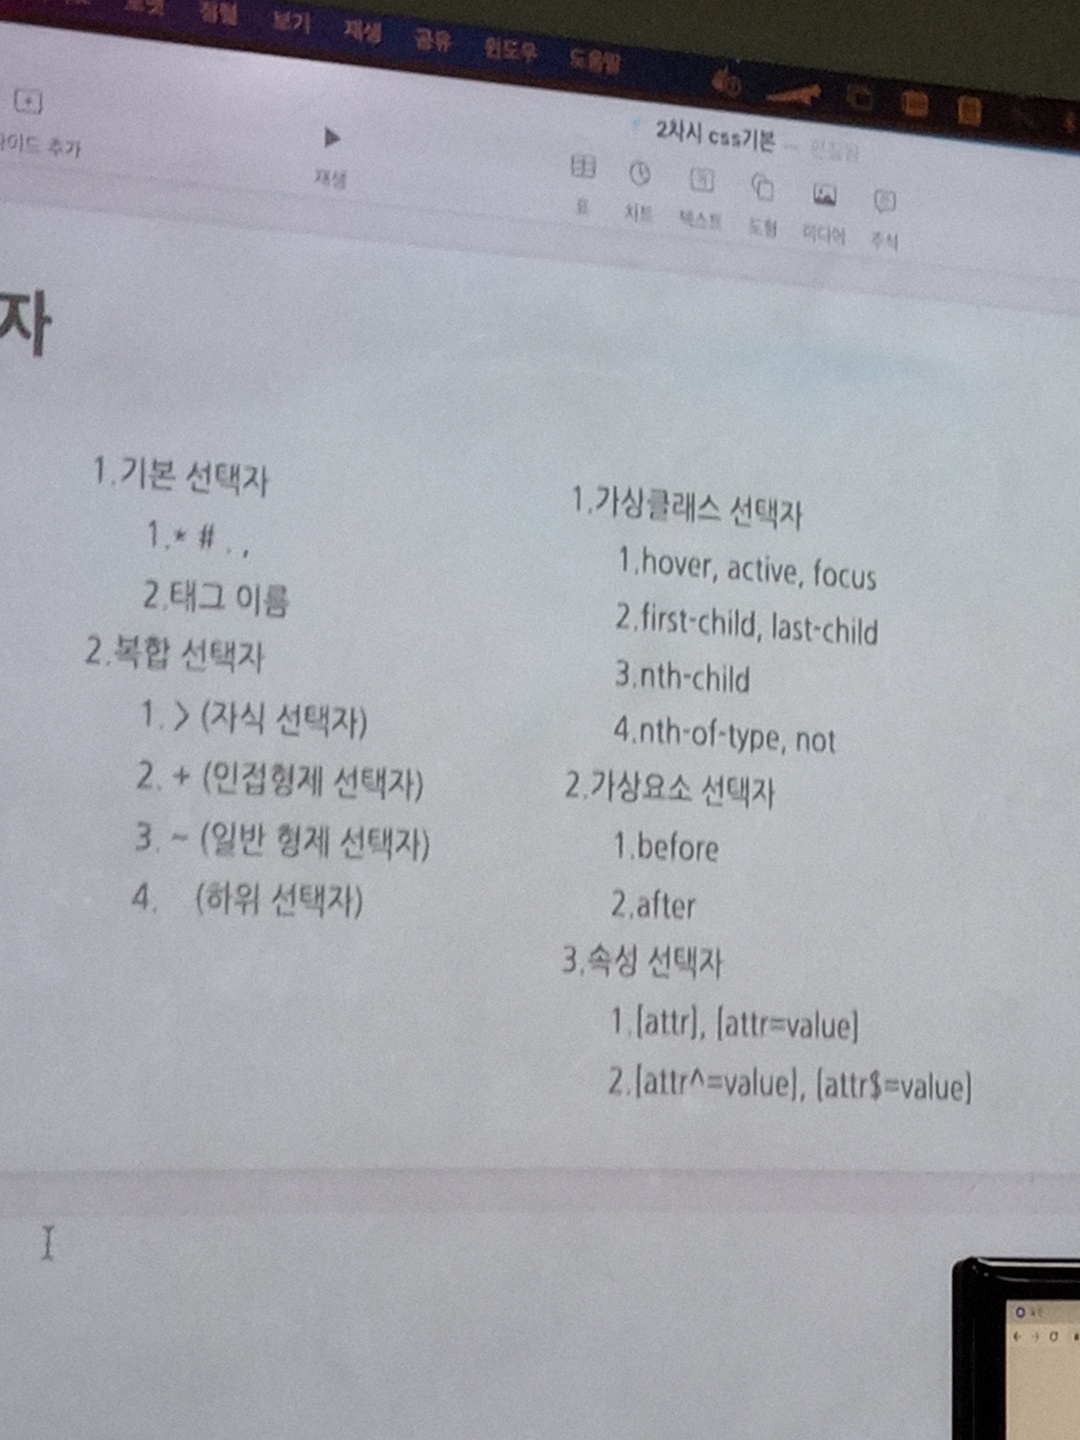 포맷 정렬 보기 재생 공유 윈도우 도움말
2차시 css기본 — 편집됨
추가
재생
표 차트 텍스트 도형 미디어 주석
자
1.기본 선택자
1.* # . ,
2.태그 이름
2.복합 선택자
1. > (자식 선택자)
2. + (인접형제 선택자)
3. ~ (일반 형제 선택자)
4. (하위 선택자)
1.가상클래스 선택자
1.hover, active, focus
2.first-child, last-child
3.nth-child
4.nth-of-type, not
2.가상요소 선택자
1.before
2.after
3.속성 선택자
1.[attr], [attr=value]
2.[attr^=value], [attr$=value]